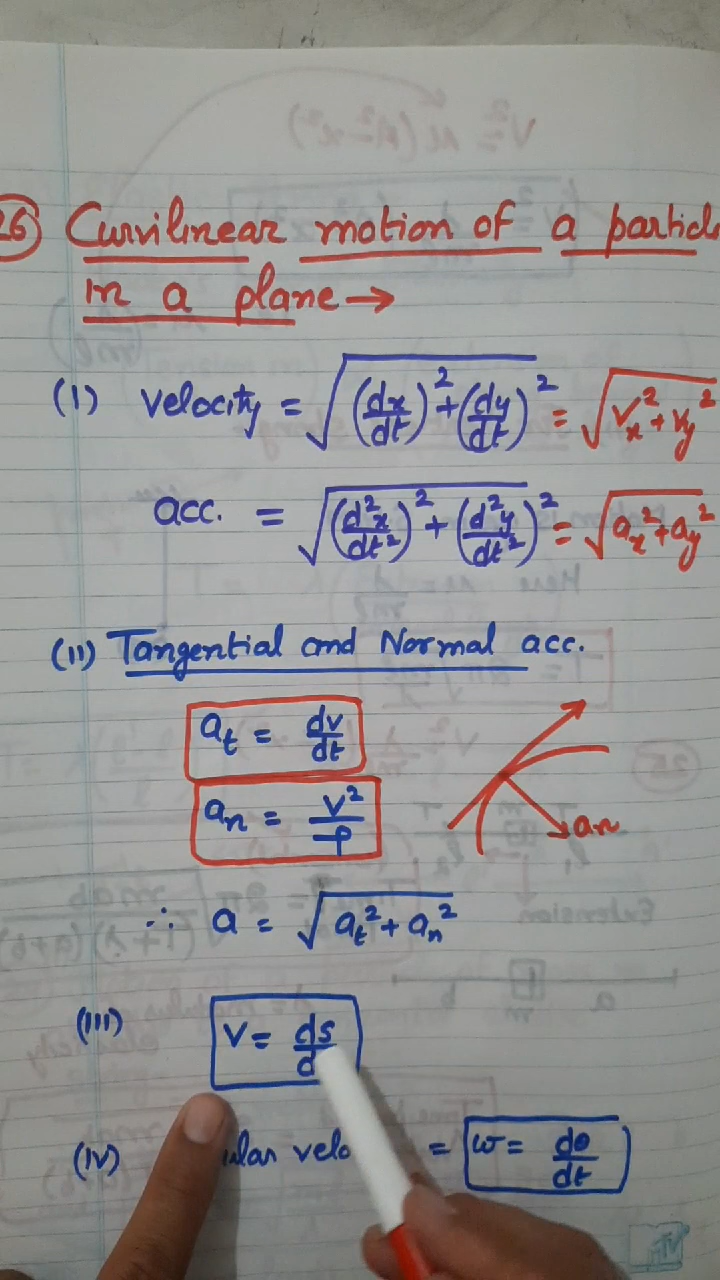 26 Curvilinear motion of a particle
in a plane →
(I) Velocity = √((dx/dt)² + (dy/dt)²) = √(Vx² + Vy²)
acc. = √((d²x/dt²)² + (d²y/dt²)²) = √(ax² + ay²)
(II) Tangential and Normal acc.
at = dv/dt
an = v²/ρ
an
∴ a = √(at² + an²)
(III) V = ds/d
(IV) ular velo = ω = dθ/dt